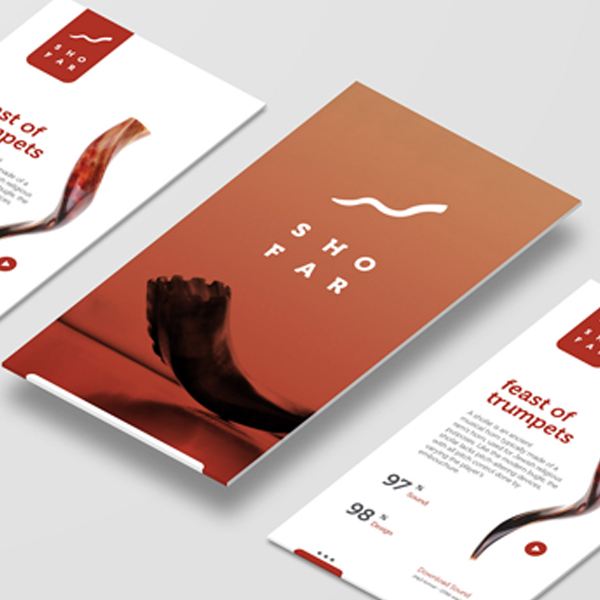 SHO
FAR
feast of
trumpets
SHO
FAR
feast of
trumpets
A shofar is an ancient
musical horn typically made of a
ram's horn, used for Jewish religious
purposes. Like the modern bugle, the
shofar lacks pitch-altering devices,
with all pitch control done by
varying the player's
embouchure.
97 %
Sound
98 %
Design
Download Sound